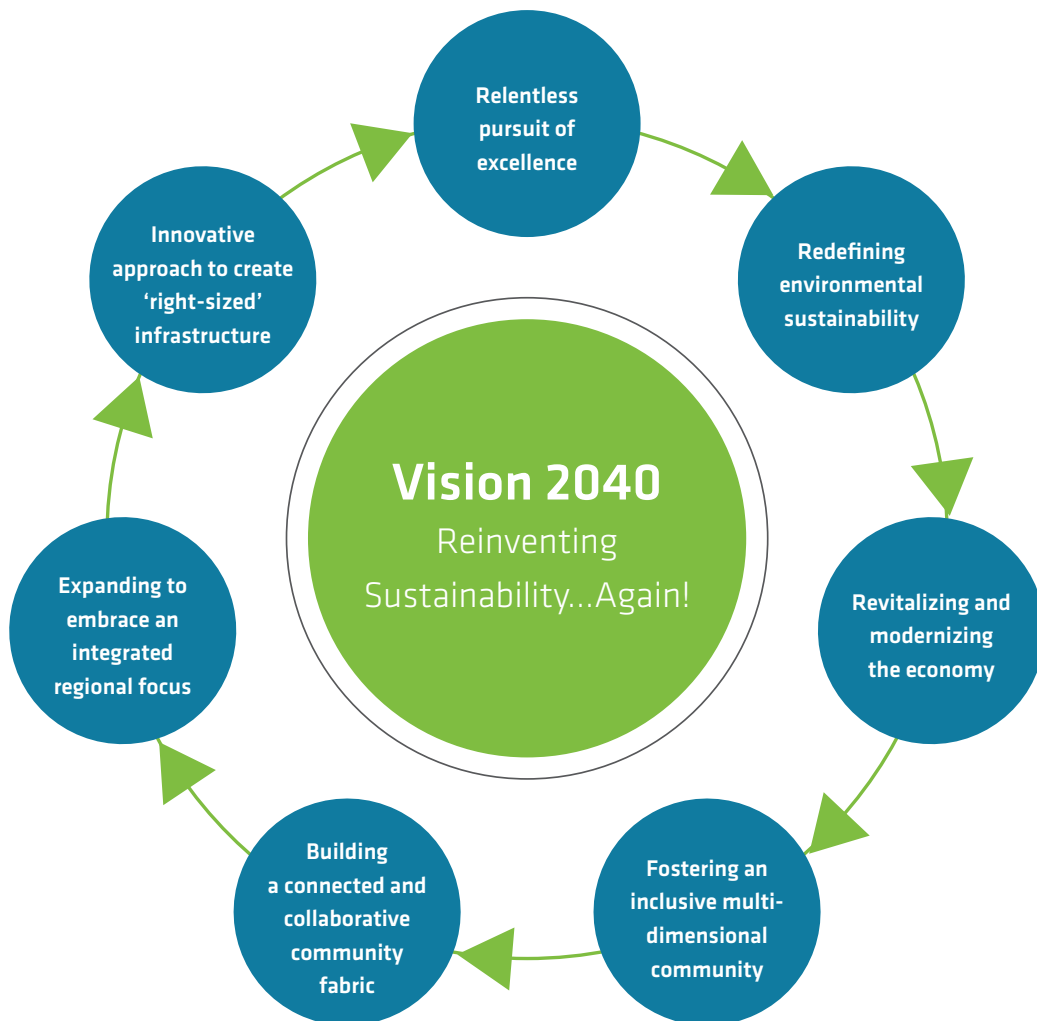 Relentless
pursuit of
excellence
Redefining
environmental
sustainability
Revitalizing and
modernizing
the economy
Fostering an
inclusive multi-
dimensional
community
Building
a connected and
collaborative
community
fabric
Expanding to
embrace an
integrated
regional focus
Innovative
approach to create
‘right-sized’
infrastructure
Vision 2040
Reinventing
Sustainability...Again!